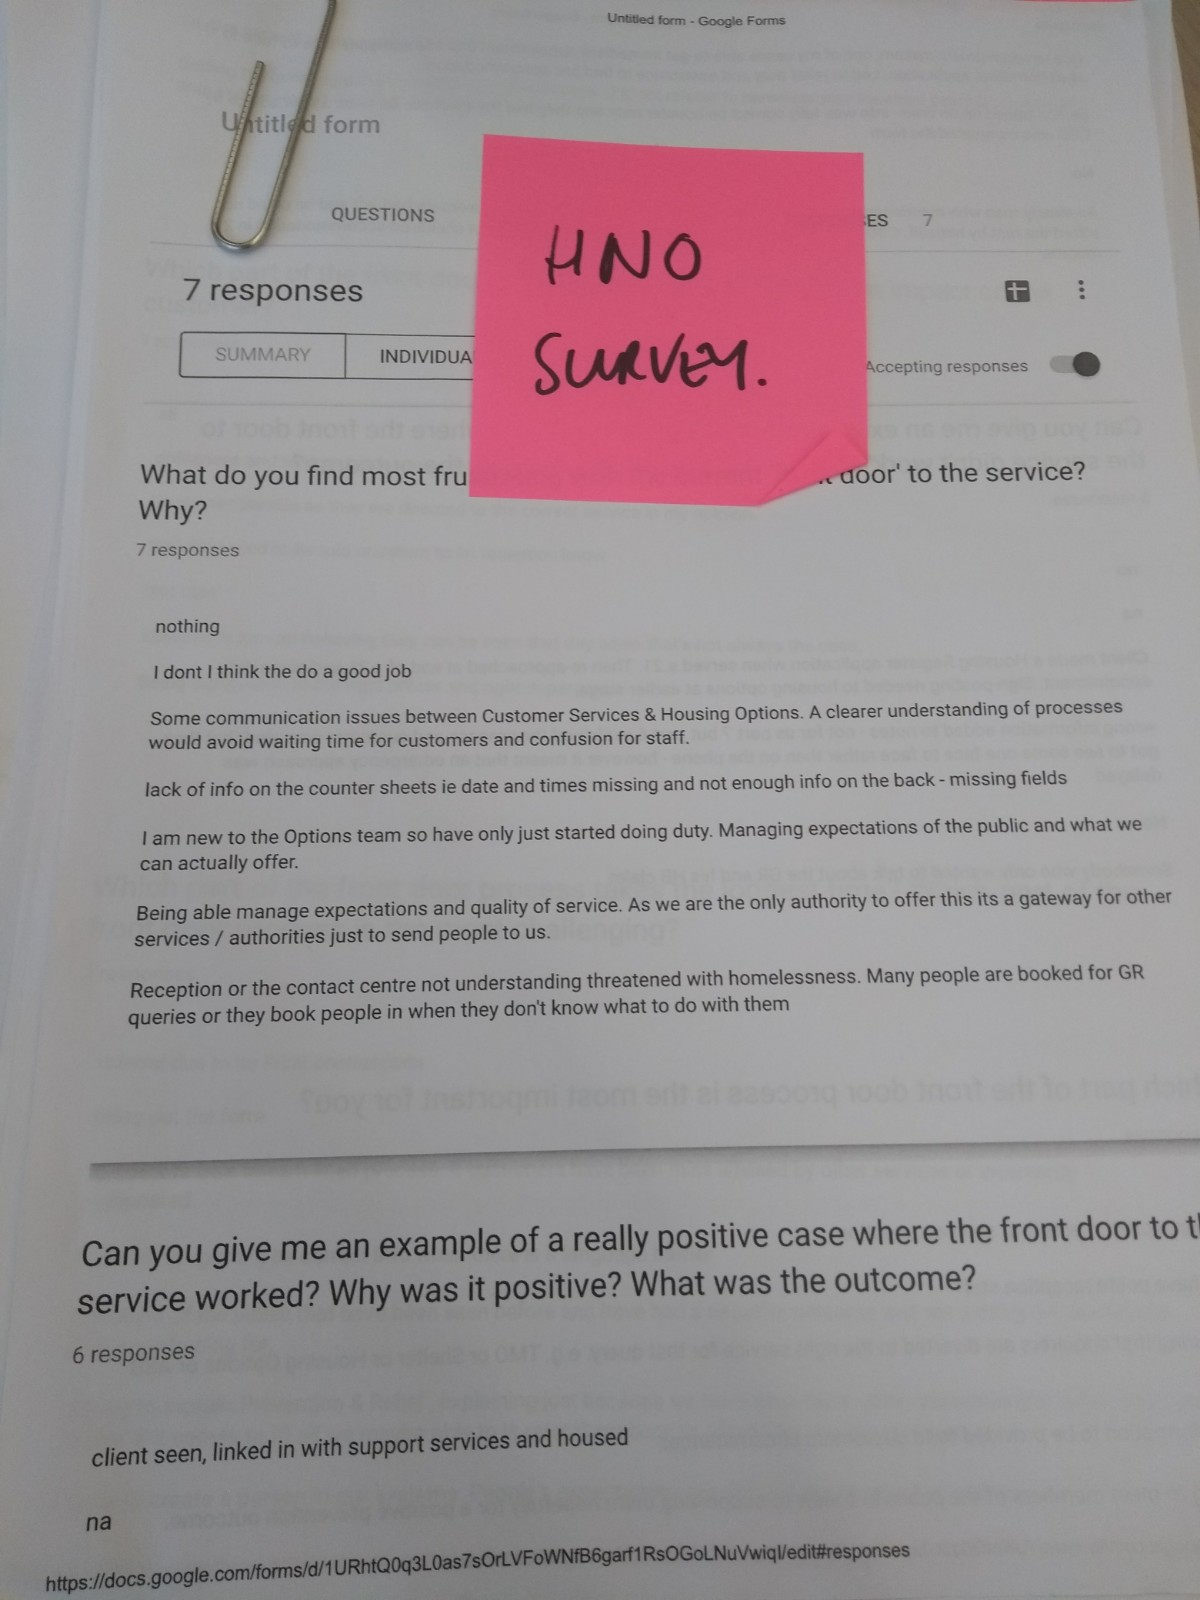 Untitled form - Google Forms
Untitled form
QUESTIONS
ES 7
HNO
SURVEY.
7 responses
SUMMARY
INDIVIDUA
Accepting responses
What do you find most fru door' to the service?
Why?
7 responses
nothing
I dont I think the do a good job
Some communication issues between Customer Services & Housing Options. A clearer understanding of processes
would avoid waiting time for customers and confusion for staff.
lack of info on the counter sheets ie date and times missing and not enough info on the back - missing fields
I am new to the Options team so have only just started doing duty. Managing expectations of the public and what we
can actually offer.
Being able manage expectations and quality of service. As we are the only authority to offer this its a gateway for other
services / authorities just to send people to us.
Reception or the contact centre not understanding threatened with homelessness. Many people are booked for GR
queries or they book people in when they don't know what to do with them
Can you give me an example of a really positive case where the front door to t
service worked? Why was it positive? What was the outcome?
6 responses
client seen, linked in with support services and housed
na
https://docs.google.com/forms/d/1URhtQ0q3L0as7sOrLVFoWNfB6garf1RsOGoLNuVwiqI/edit#responses